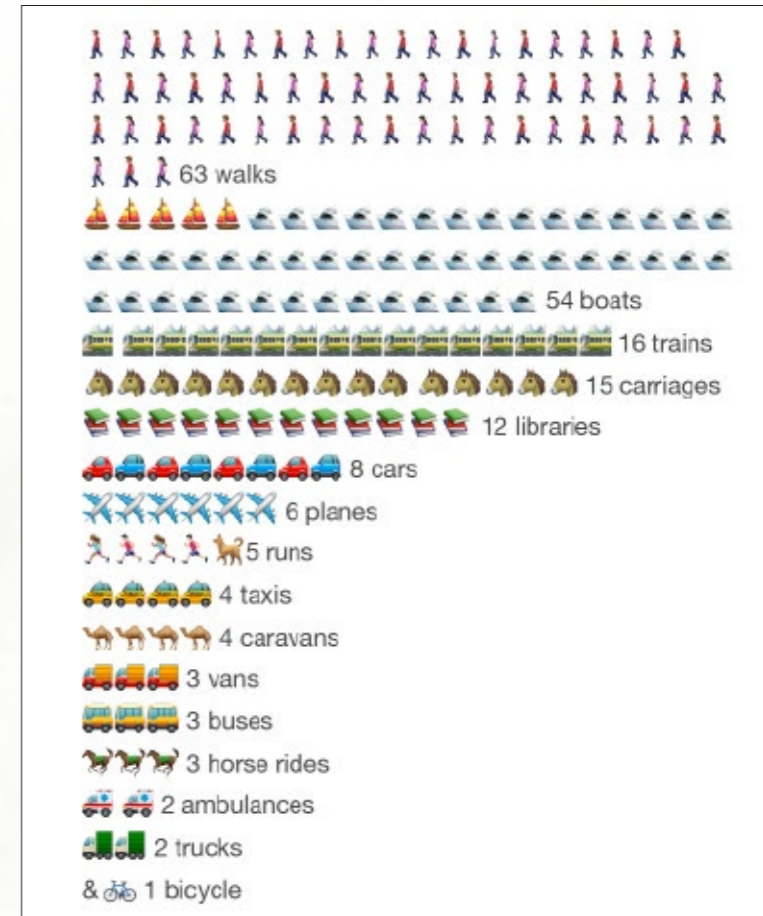 63 walks
54 boats
16 trains
15 carriages
12 libraries
8 cars
6 planes
5 runs
4 taxis
4 caravans
3 vans
3 buses
3 horse rides
2 ambulances
2 trucks
& 1 bicycle